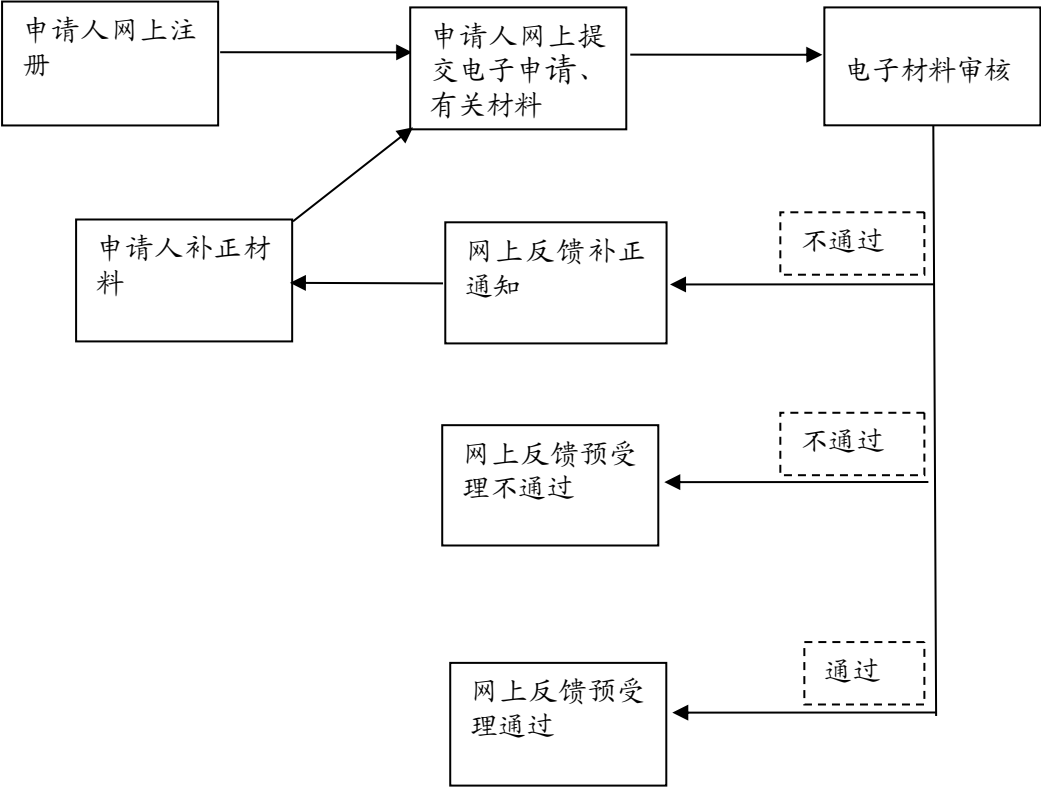 申请人网上注
册
申请人网上提
交电子申请、
有关材料
电子材料审核
申请人补正材
料
网上反馈补正
通知
不通过
网上反馈预受
理不通过
不通过
网上反馈预受
理通过
通过